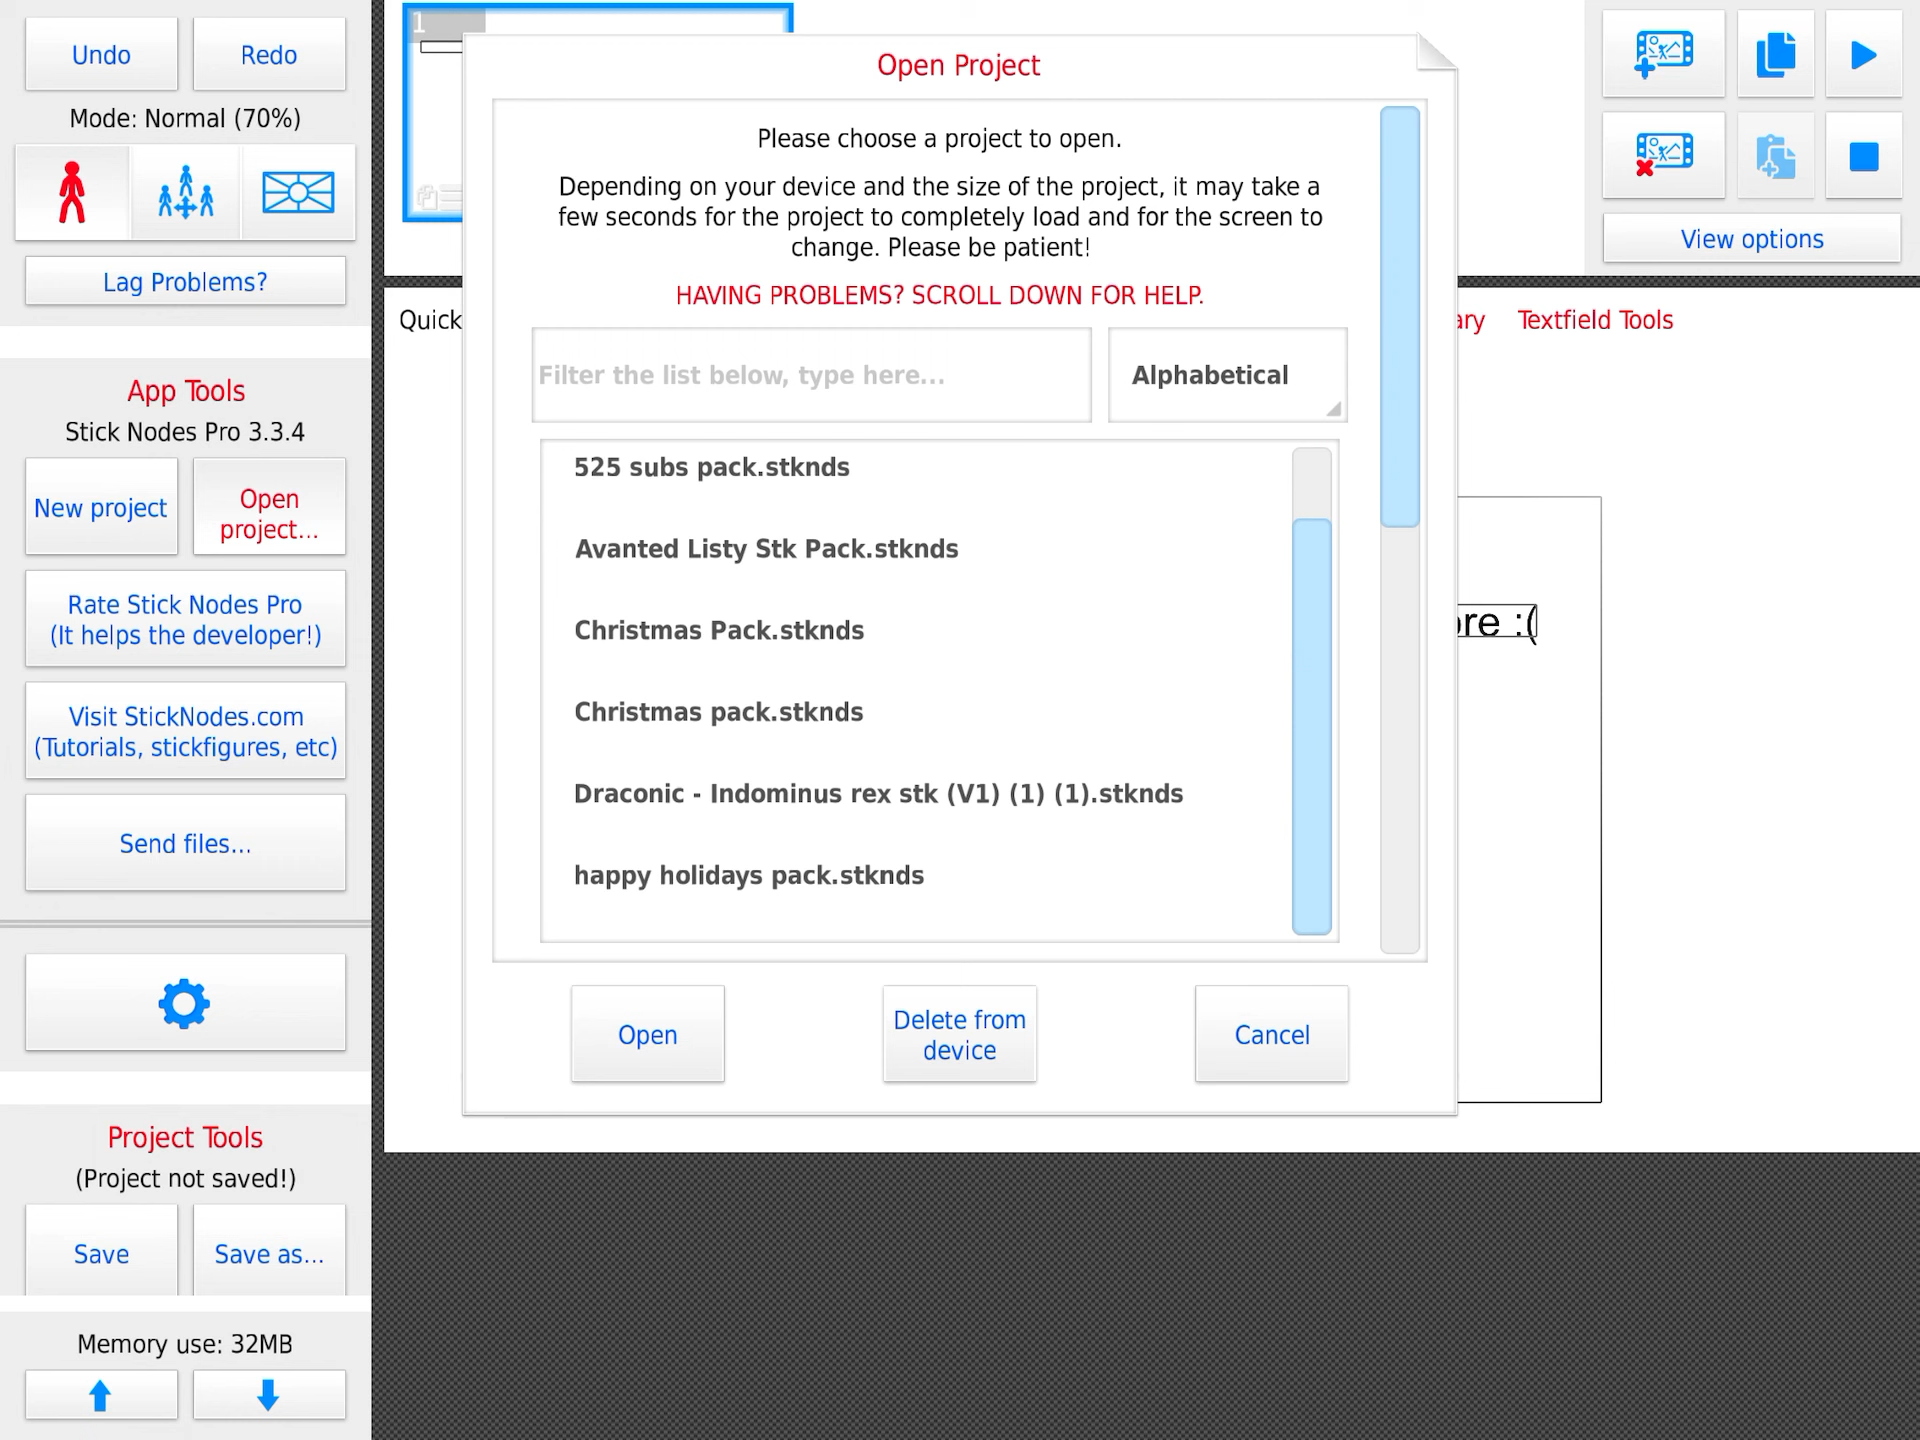 Undo
Redo
Mode: Normal (70%)
Lag Problems?
App Tools
Stick Nodes Pro 3.3.4
New project
Open
project...
Rate Stick Nodes Pro
(It helps the developer!)
Visit StickNodes.com
(Tutorials, stickfigures, etc)
Send files...
Project Tools
(Project not saved!)
Save
Save as...
Memory use: 32MB
1
Quick
Open Project
Please choose a project to open.
Depending on your device and the size of the project, it may take a
few seconds for the project to completely load and for the screen to
change. Please be patient!
HAVING PROBLEMS? SCROLL DOWN FOR HELP.
Filter the list below, type here...
Alphabetical
525 subs pack.stknds
Avanted Listy Stk Pack.stknds
Christmas Pack.stknds
Christmas pack.stknds
Draconic - Indominus rex stk (V1) (1) (1).stknds
happy holidays pack.stknds
Open
Delete from
device
Cancel
View options
Textfield Tools